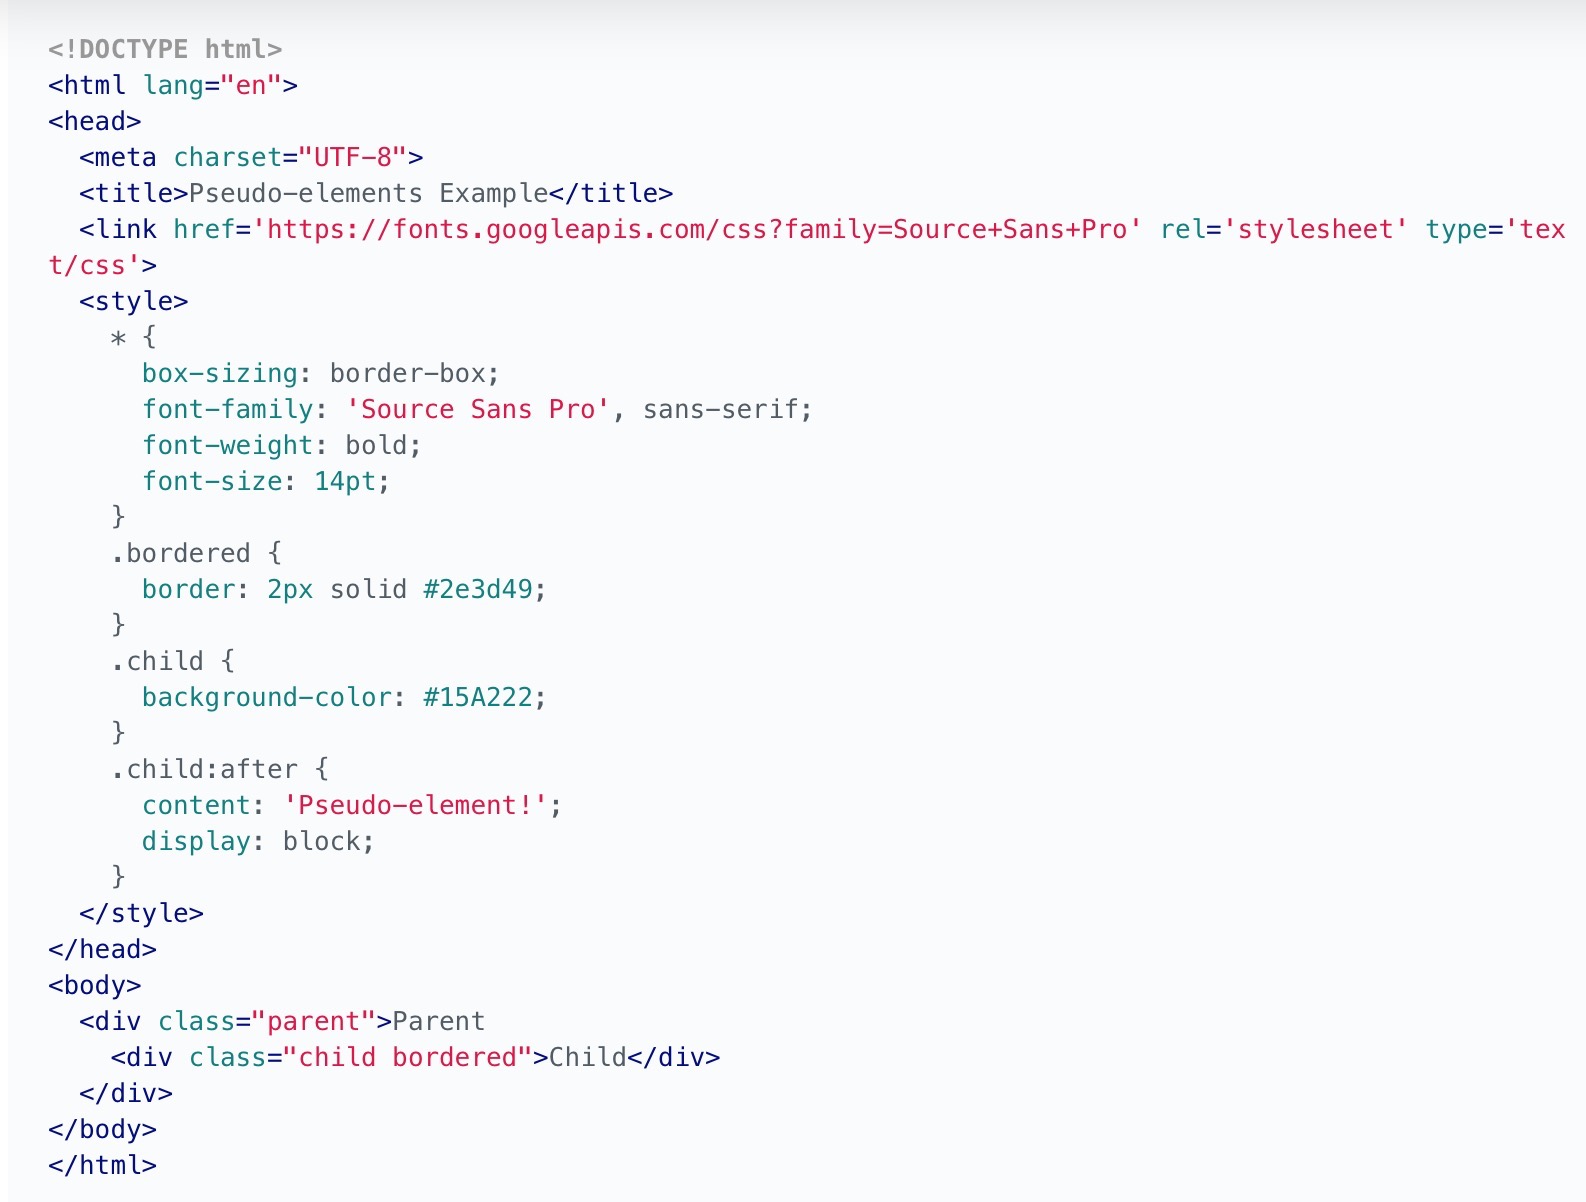 <!DOCTYPE html>
<html lang="en">
<head>
  <meta charset="UTF-8">
  <title>Pseudo-elements Example</title>
  <link href='https://fonts.googleapis.com/css?family=Source+Sans+Pro' rel='stylesheet' type='tex
t/css'>
  <style>
    * {
      box-sizing: border-box;
      font-family: 'Source Sans Pro', sans-serif;
      font-weight: bold;
      font-size: 14pt;
    }
    .bordered {
      border: 2px solid #2e3d49;
    }
    .child {
      background-color: #15A222;
    }
    .child:after {
      content: 'Pseudo-element!';
      display: block;
    }
  </style>
</head>
<body>
  <div class="parent">Parent
    <div class="child bordered">Child</div>
  </div>
</body>
</html>